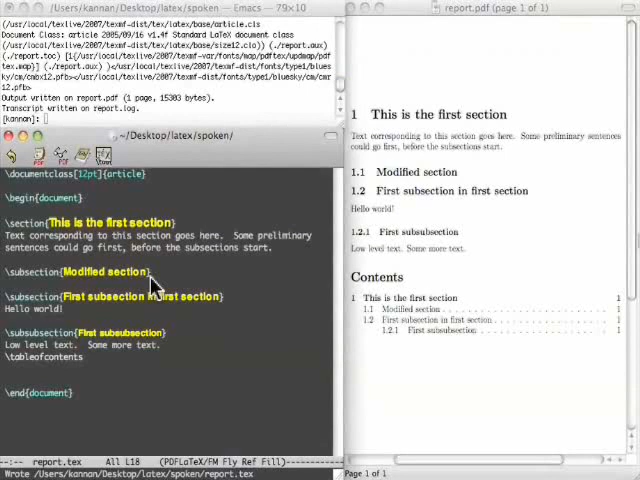 /Users/kannan/Desktop/latex/spoken — Emacs — 79×10
(/usr/local/texlive/2007/texmf-dist/tex/latex/base/article.cls
Document Class: article 2005/09/16 v1.4f Standard LaTeX document class
(/usr/local/texlive/2007/texmf-dist/tex/latex/base/size12.clo)) (./report.aux)
(./report.toc) [1{/usr/local/texlive/2007/texmf-var/fonts/map/pdftex/updmap/pdf
tex.map}] (./report.aux) )</usr/local/texlive/2007/texmf-dist/fonts/type1/blues
ky/cm/cmbx12.pfb></usr/local/texlive/2007/texmf-dist/fonts/type1/bluesky/cm/cmr
12.pfb>
Output written on report.pdf (1 page, 15303 bytes).
Transcript written on report.log.
[kannan]:
~/Desktop/latex/spoken/
\documentclass[12pt]{article}
\begin{document}
\section{This is the first section}
Text corresponding to this section goes here. Some preliminary
sentences could go first, before the subsections start.
\subsection{Modified section}
\subsection{First subsection in first section}
Hello world!
\subsubsection{First subsubsection}
Low level text. Some more text.
\tableofcontents
\end{document}
--:-- report.tex All L18 (PDFLaTeX/FM Fly Ref Fill)
Wrote /Users/kannan/Desktop/latex/spoken/report.tex
report.pdf (page 1 of 1)
1 This is the first section
Text corresponding to this section goes here. Some preliminary sentences
could go first, before the subsections start.
1.1 Modified section
1.2 First subsection in first section
Hello world!
1.2.1 First subsubsection
Low level text. Some more text.
Contents
1 This is the first section 1
1.1 Modified section . . . . . . . . . . . . . . . . . . . . 1
1.2 First subsection in first section . . . . . . . . . . . . 1
1.2.1 First subsubsection . . . . . . . . . . . . . . 1
Page 1 of 1